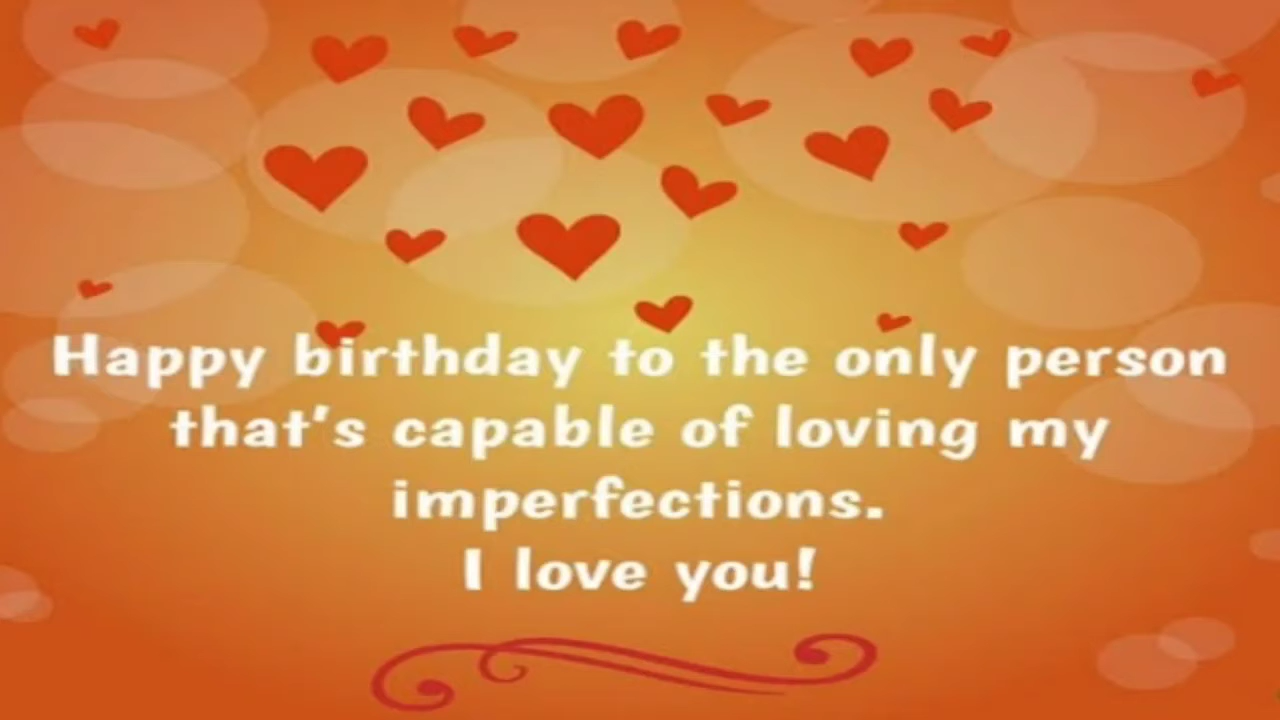 Happy birthday to the only person
that's capable of loving my
imperfections.
I love you!